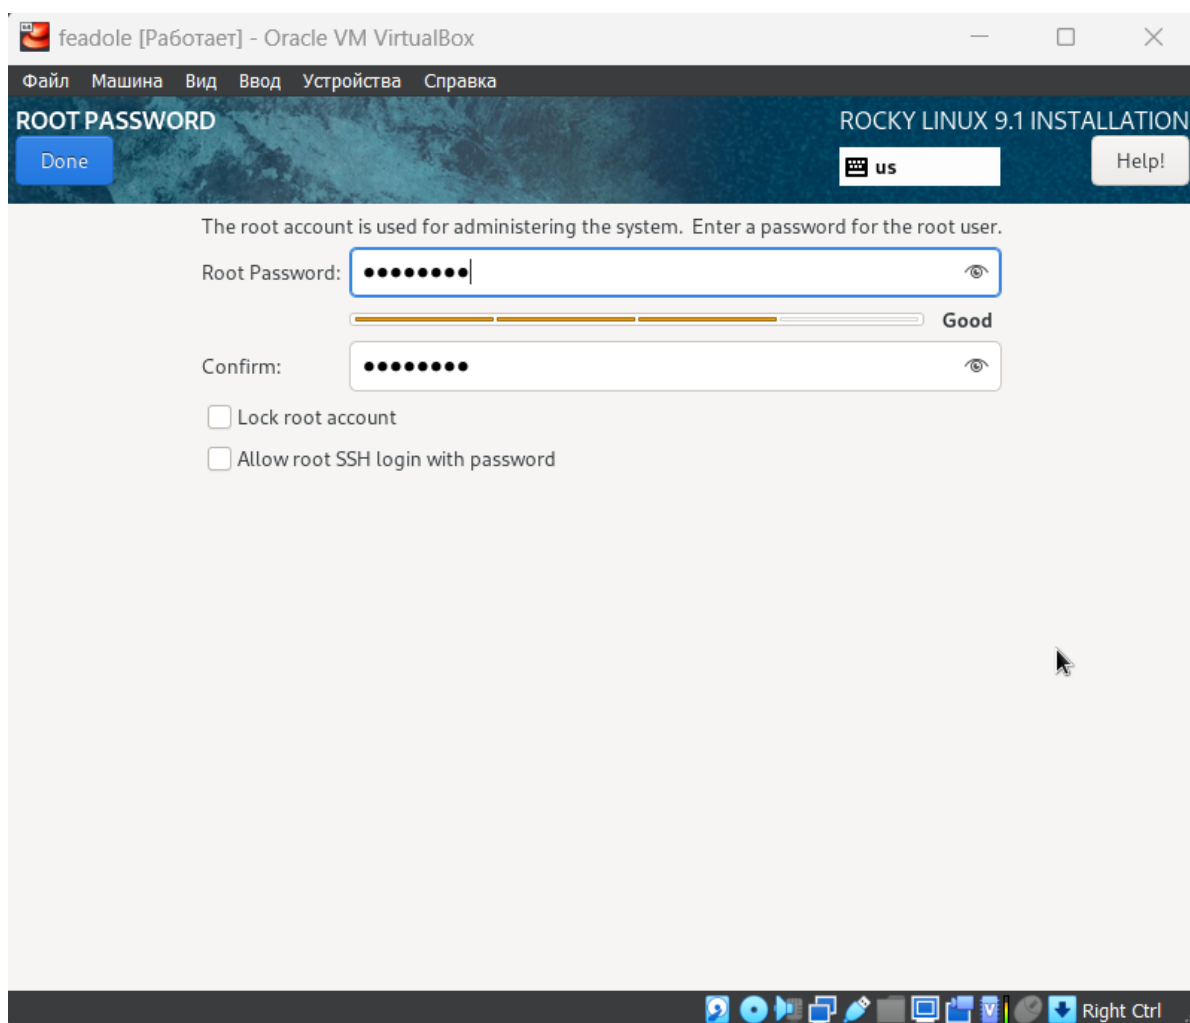 feadole [Работает] - Oracle VM VirtualBox
Файл Машина Вид Ввод Устройства Справка
ROOT PASSWORD ROCKY LINUX 9.1 INSTALLATION
Done us Help!
The root account is used for administering the system. Enter a password for the root user.
Root Password: ••••••••
Good
Confirm: ••••••••
Lock root account
Allow root SSH login with password
Right Ctrl